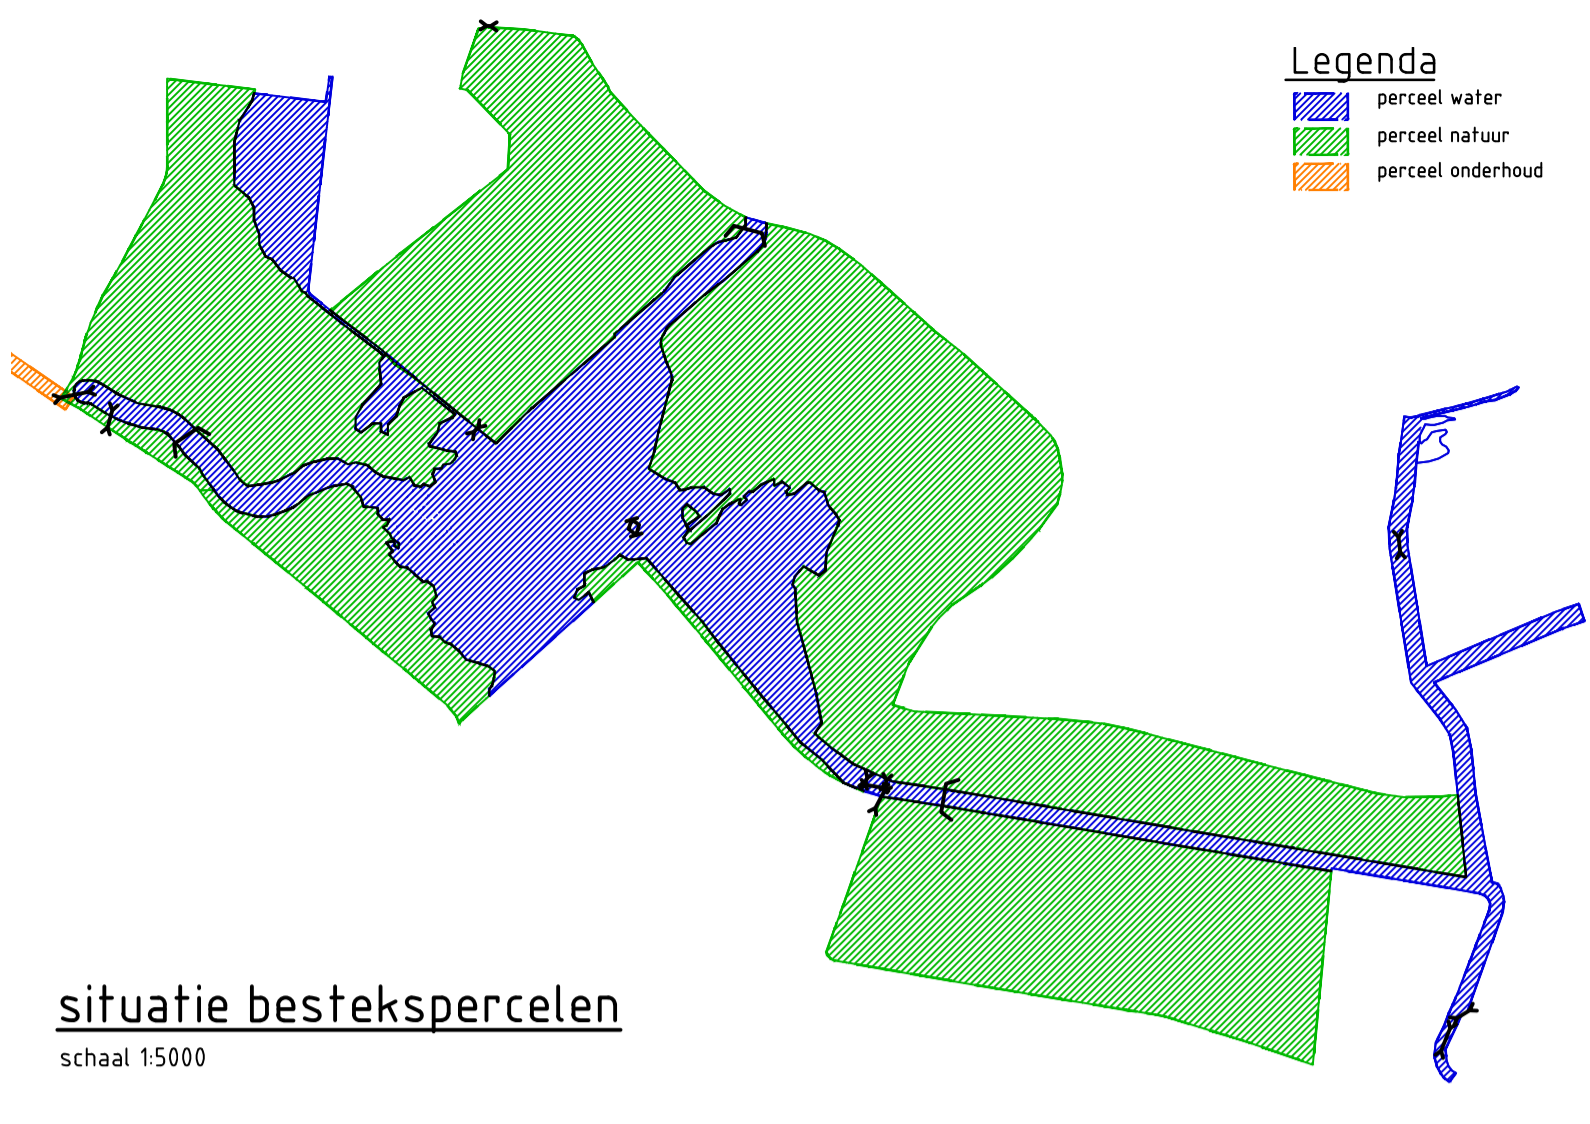 Legenda
perceel water
perceel natuur
perceel onderhoud
situatie bestekspercelen
schaal 1:5000